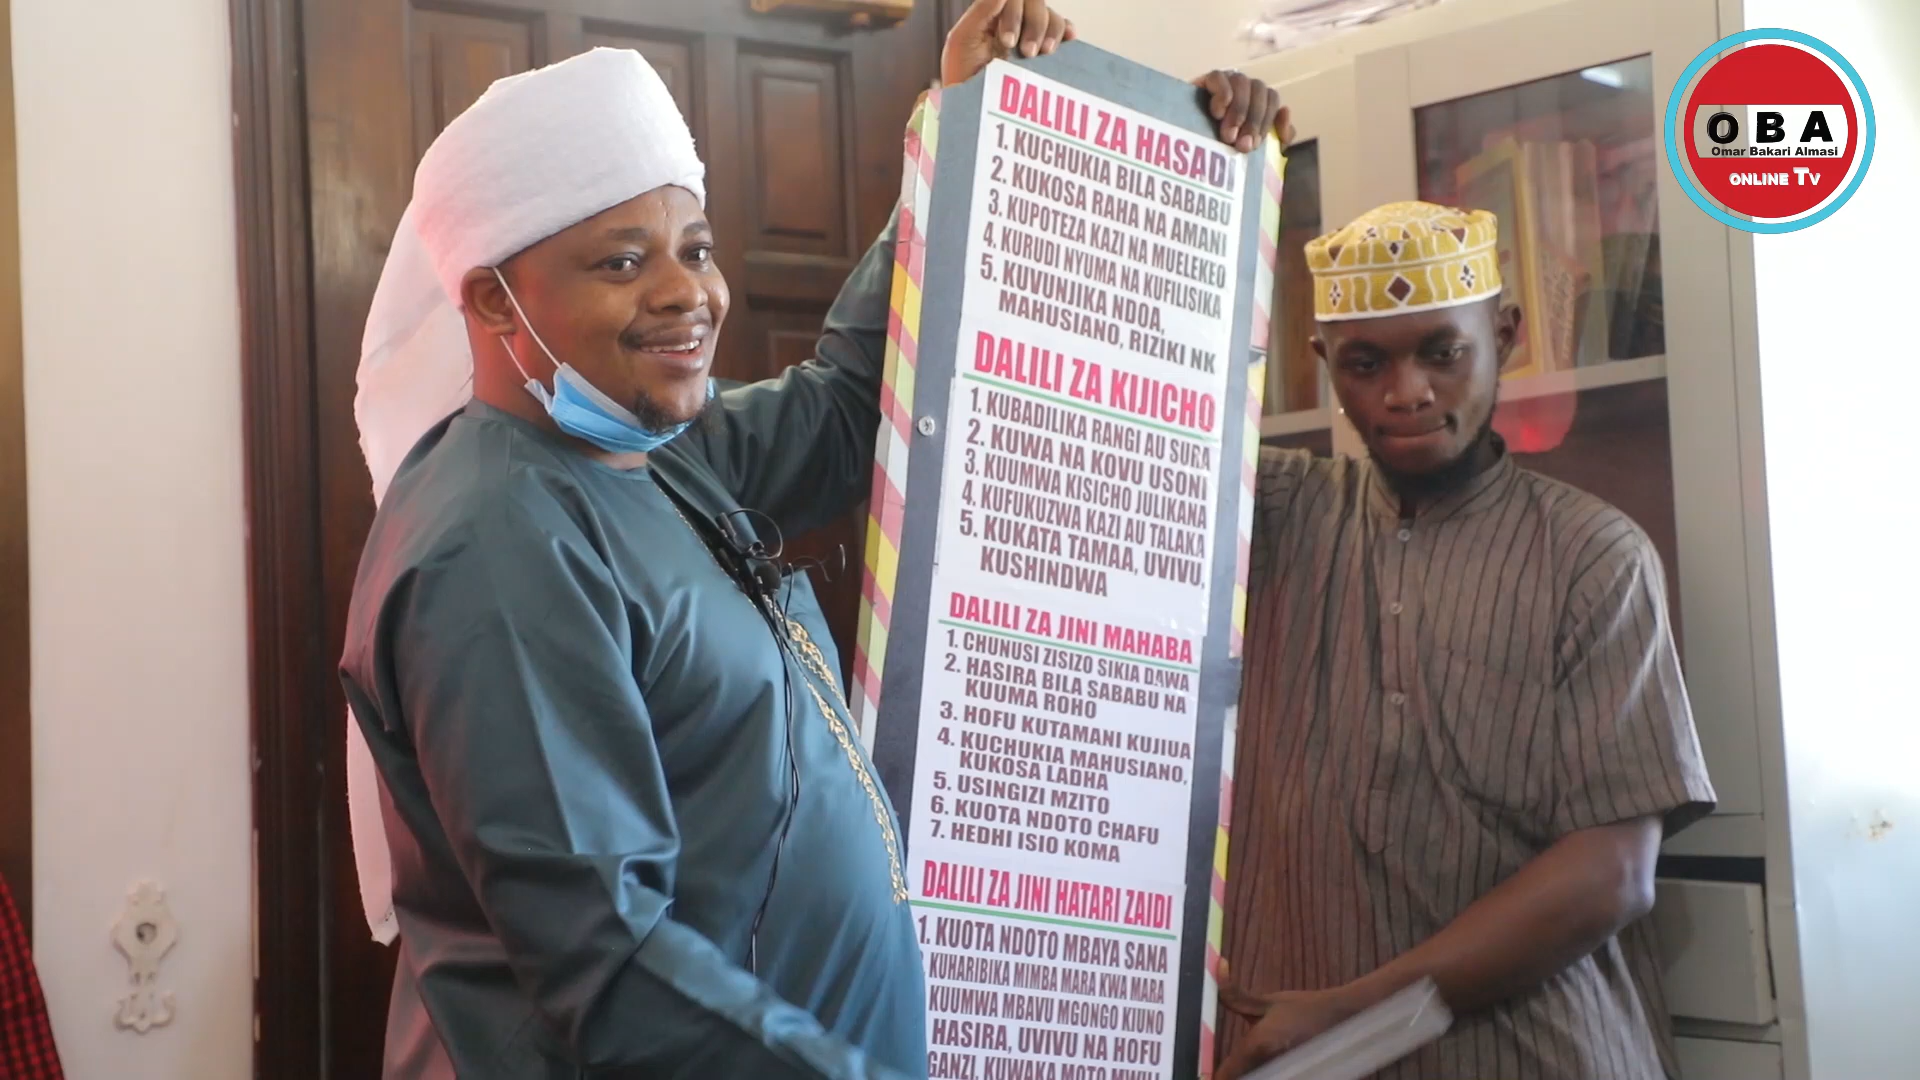 DALILI ZA HASADI
1. KUCHUKIA BILA SABABU
2. KUKOSA RAHA NA AMANI
3. KUPOTEZA KAZI NA MUELEKEO
4. KURUDI NYUMA NA KUFILISIKA
5. KUVUNJIKA NDOA,
MAHUSIANO, RIZIKI NK
DALILI ZA KIJICHO
1. KUBADILIKA RANGI AU SURA
2. KUWA NA KOVU USONI
3. KUUMWA KISICHO JULIKANA
4. KUFUKUZWA KAZI AU TALAKA
5. KUKATA TAMAA, UVIVU,
KUSHINDWA
DALILI ZA JINI MAHABA
1. CHUNUSI ZISIZO SIKIA DAWA
2. HASIRA BILA SABABU NA
KUUMA ROHO
3. HOFU KUTAMANI KUJIUA
4. KUCHUKIA MAHUSIANO,
KUKOSA LADHA
5. USINGIZI MZITO
6. KUOTA NDOTO CHAFU
7. HEDHI ISIO KOMA
DALILI ZA JINI HATARI ZAIDI
1. KUOTA NDOTO MBAYA SANA
KUHARIBIKA MIMBA MARA KWA MARA
KUUMWA MBAVU MGONGO KIUNO
HASIRA, UVIVU NA HOFU
GANZI, KUWAKA MOTO MWILI
OBA
Omar Bakari Almasi
ONLINE TV